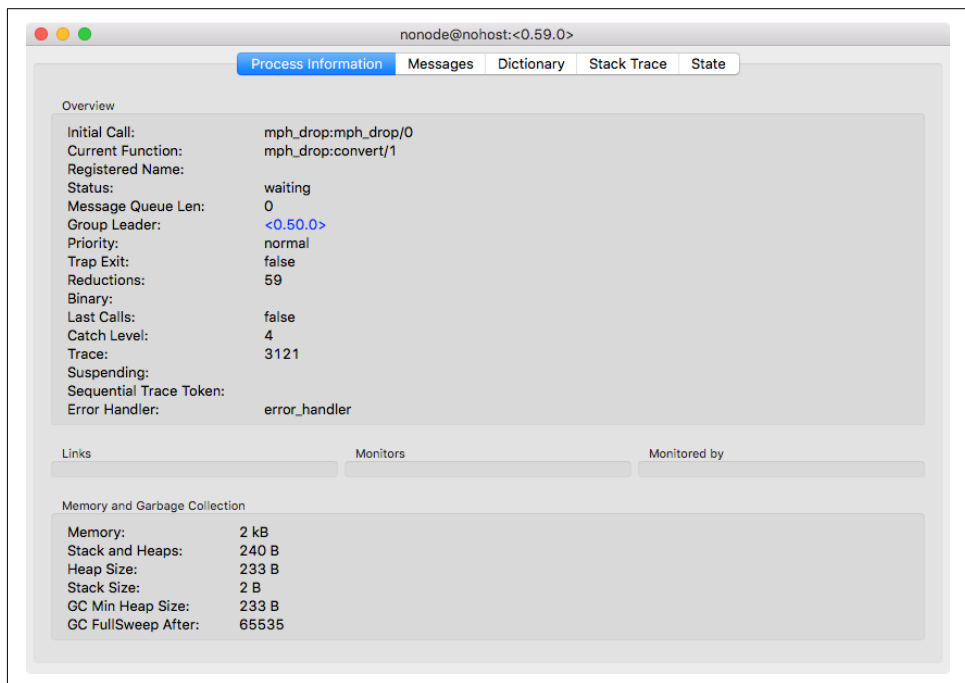 nonode@nohost:<0.59.0>
Process Information Messages Dictionary Stack Trace State
Overview
Initial Call: mph_drop:mph_drop/0
Current Function: mph_drop:convert/1
Registered Name:
Status: waiting
Message Queue Len: 0
Group Leader: <0.50.0>
Priority: normal
Trap Exit: false
Reductions: 59
Binary:
Last Calls: false
Catch Level: 4
Trace: 3121
Suspending:
Sequential Trace Token:
Error Handler: error_handler
Links Monitors Monitored by
Memory and Garbage Collection
Memory: 2 kB
Stack and Heaps: 240 B
Heap Size: 233 B
Stack Size: 2 B
GC Min Heap Size: 233 B
GC FullSweep After: 65535